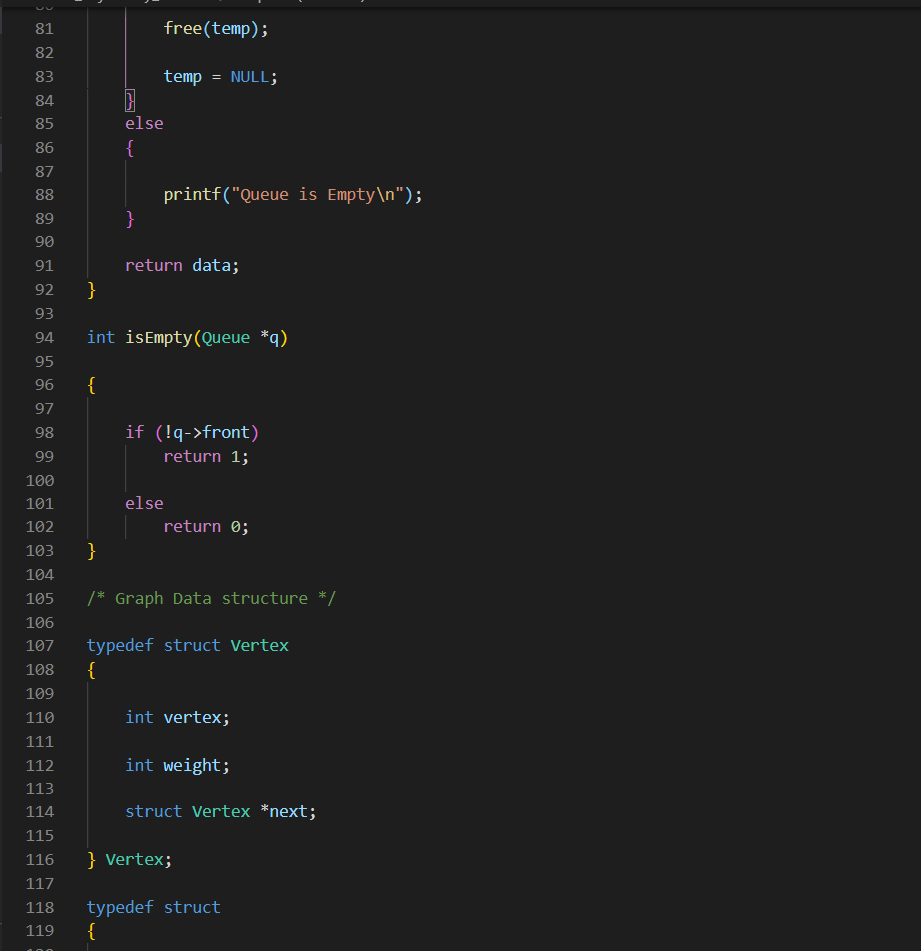 81 free(temp);
82
83 temp = NULL;
84 }
85 else
86 {
87
88 printf("Queue is Empty\n");
89 }
90
91 return data;
92 }
93
94 int isEmpty(Queue *q)
95
96 {
97
98 if (!q->front)
99 return 1;
100
101 else
102 return 0;
103 }
104
105 /* Graph Data structure */
106
107 typedef struct Vertex
108 {
109
110 int vertex;
111
112 int weight;
113
114 struct Vertex *next;
115
116 } Vertex;
117
118 typedef struct
119 {